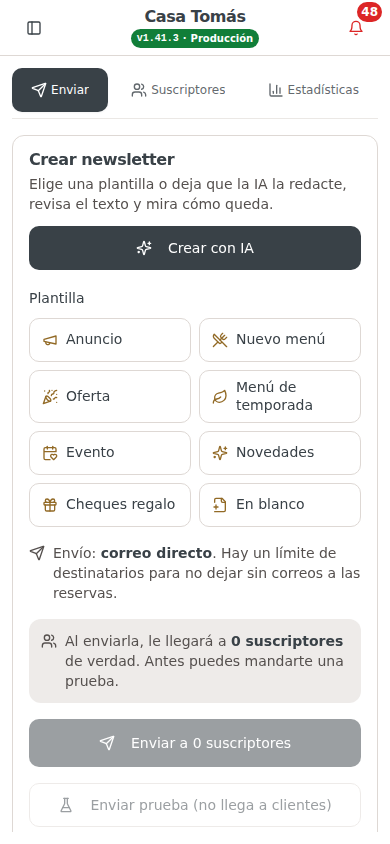 Casa Tomás
v1.41.3 · Producción
48
Enviar
Suscriptores
Estadísticas
Crear newsletter
Elige una plantilla o deja que la IA la redacte,
revisa el texto y mira cómo queda.
Crear con IA
Plantilla
Anuncio
Nuevo menú
Oferta
Menú de
temporada
Evento
Novedades
Cheques regalo
En blanco
Envío: correo directo. Hay un límite de
destinatarios para no dejar sin correos a las
reservas.
Al enviarla, le llegará a 0 suscriptores
de verdad. Antes puedes mandarte una
prueba.
Enviar a 0 suscriptores
Enviar prueba (no llega a clientes)